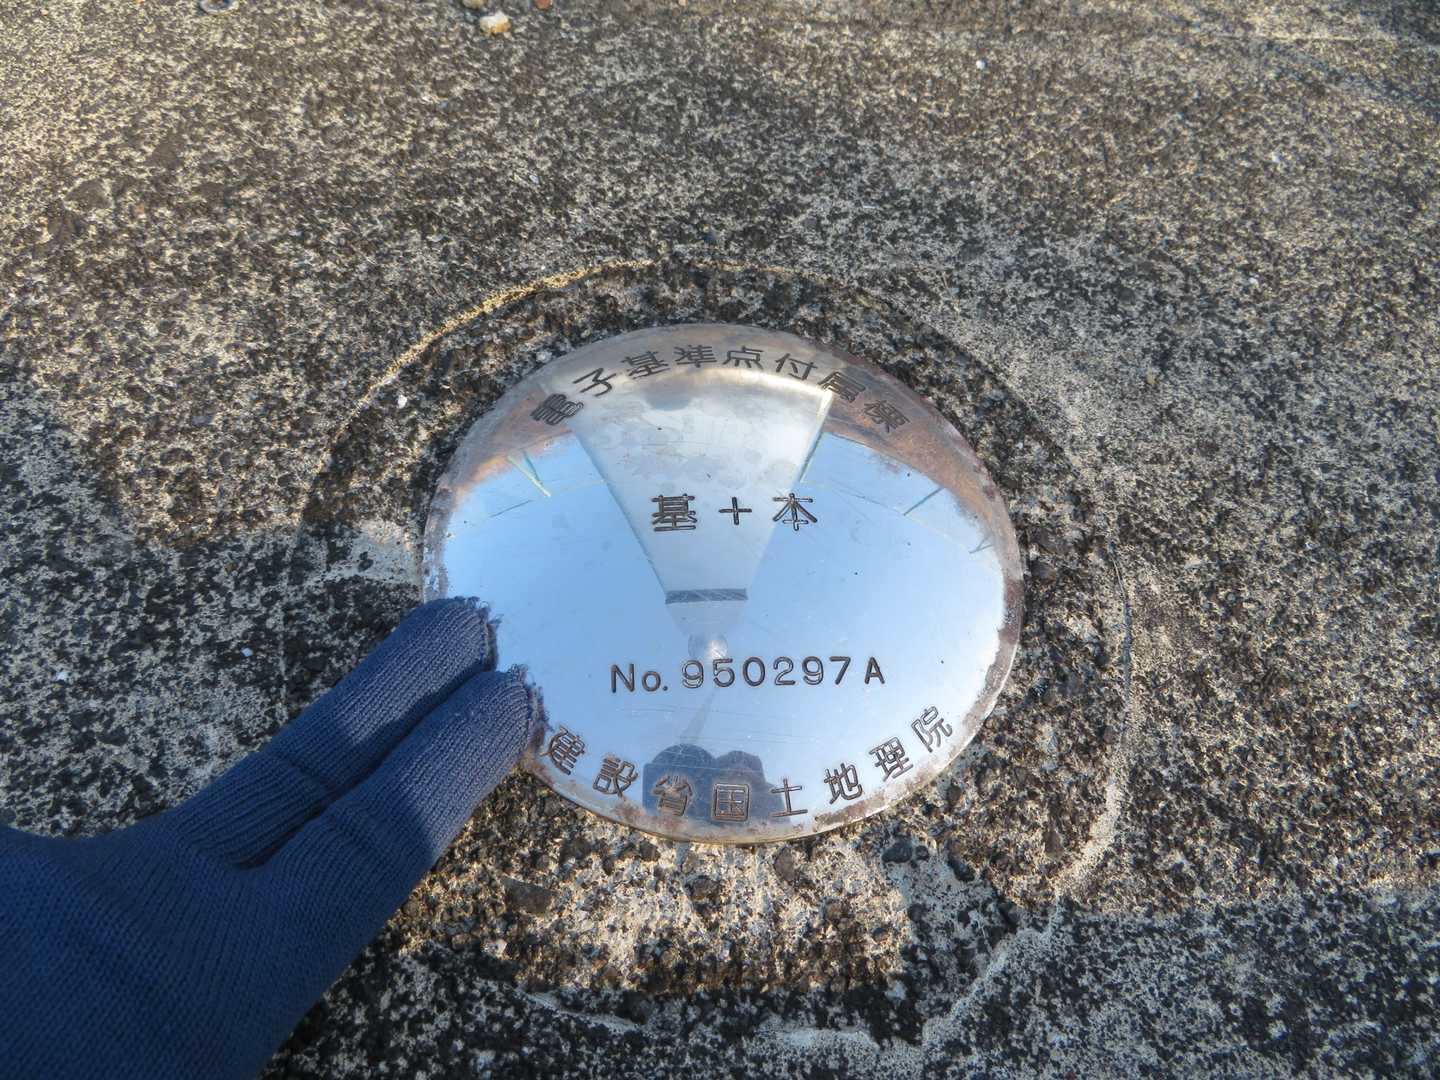 電子基準点付属標
基+本
No.950297A
建設省国土地理院